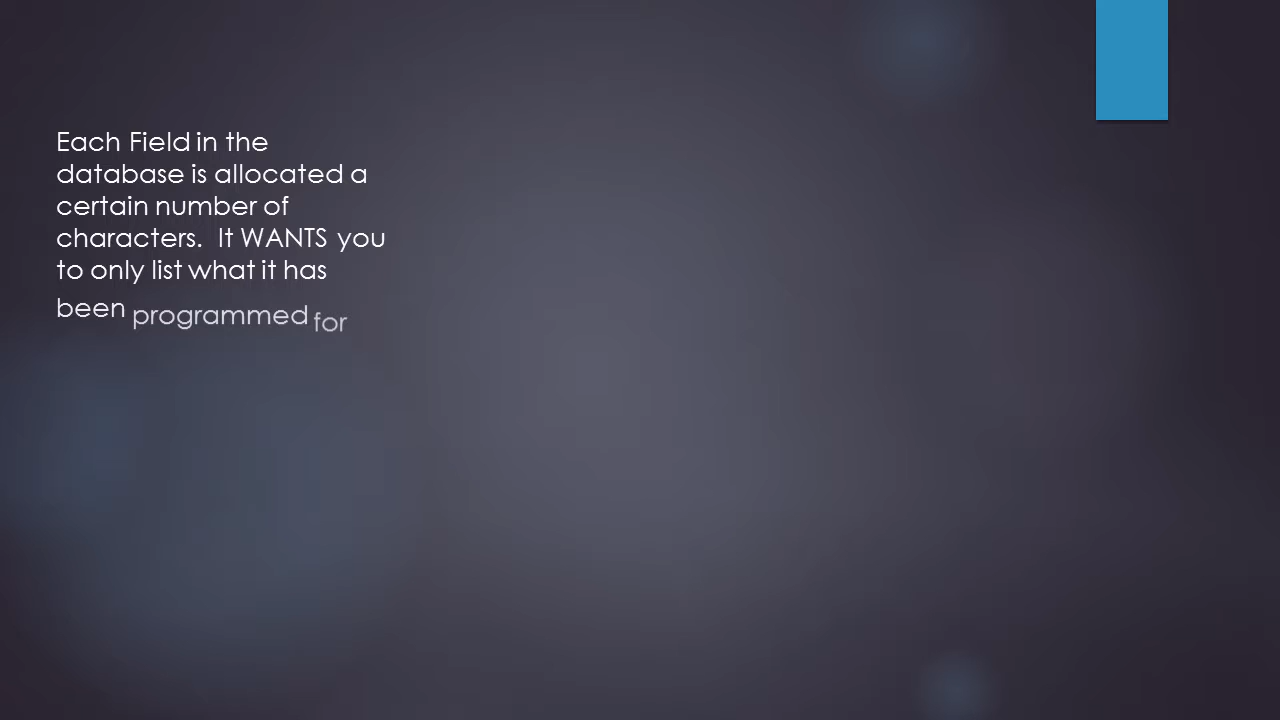 Each Field in the
database is allocated a
certain number of
characters.  It WANTS you
to only list what it has
been programmed for